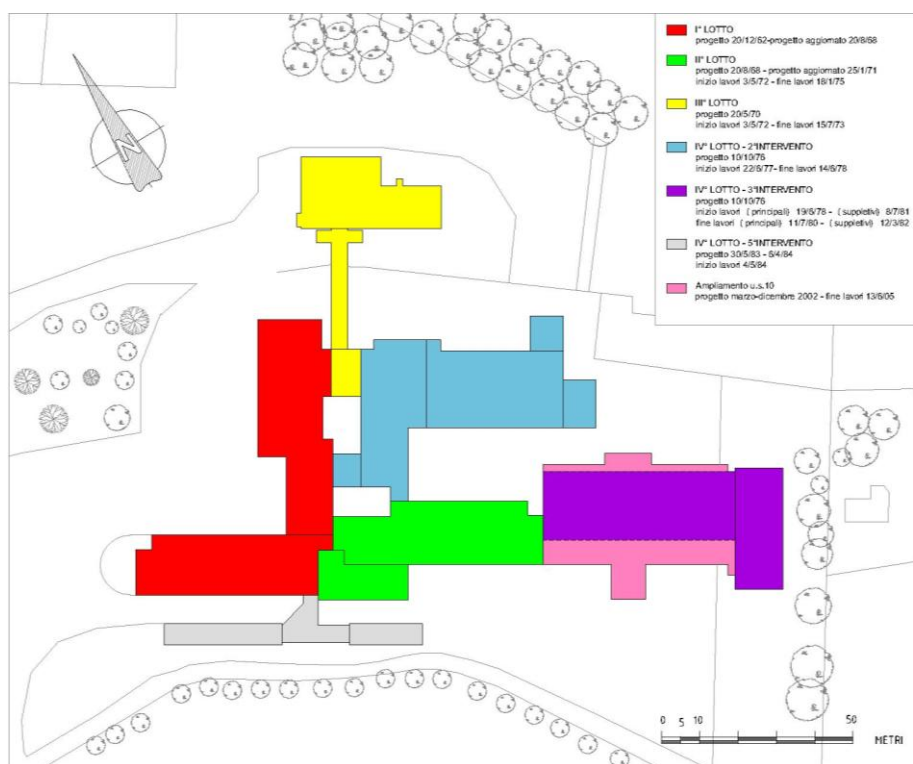 I° LOTTO
progetto 20/12/62-progetto aggiornato 20/8/68
II° LOTTO
progetto 20/8/68 - progetto aggiornato 25/1/71
inizio lavori 3/5/72 - fine lavori 18/1/75
III° LOTTO
progetto 20/5/70
inizio lavori 3/5/72 - fine lavori 15/7/73
IV° LOTTO - 2°INTERVENTO
progetto 10/10/76
inizio lavori 22/6/77- fine lavori 14/6/78
IV° LOTTO - 3°INTERVENTO
progetto 10/10/76
inizio lavori ( principali) 19/6/78 - ( suppletivi) 8/7/81
fine lavori ( principali) 11/7/80 - ( suppletivi) 12/3/82
IV° LOTTO - 5°INTERVENTO
progetto 30/5/83 - 6/4/84
inizio lavori 4/5/84
Ampliamento u.s.10
progetto marzo-dicembre 2002 - fine lavori 13/6/05
N
0 5 10 50
METRI